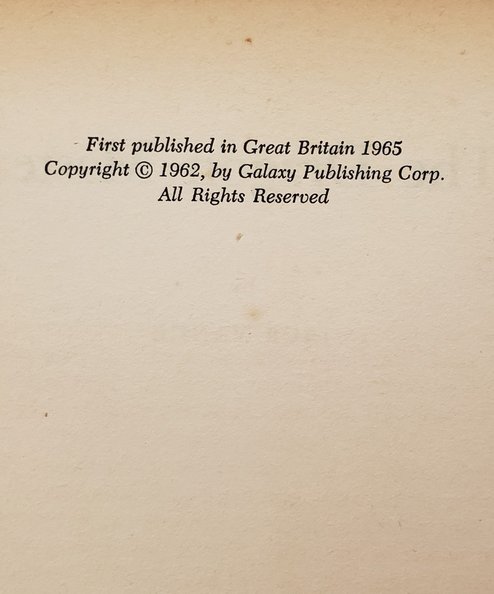 First published in Great Britain 1965
Copyright © 1962, by Galaxy Publishing Corp.
All Rights Reserved